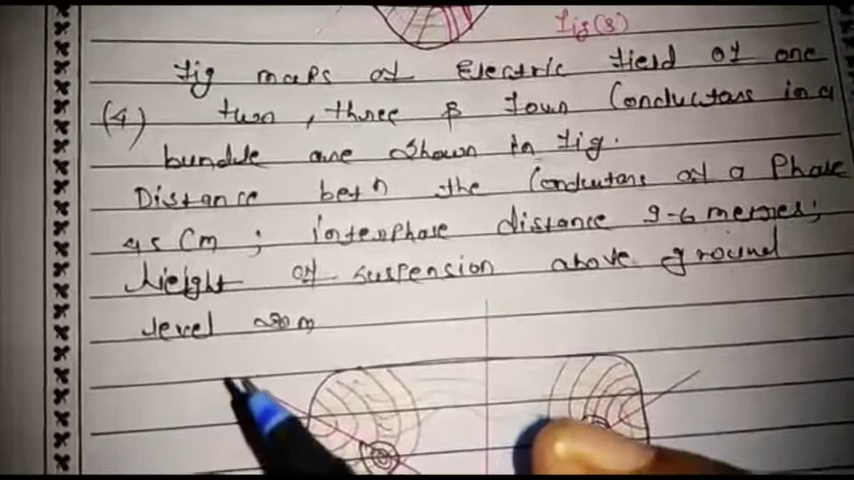 fig (3)
fig maps of Electric field of one
(4) turn, three & four Conductors in a
bundle are shown in fig.
Distance betn the Conductors of a Phase
45 Cm ; interphase distance 9-6 metres;
height of suspension above ground
level 20m